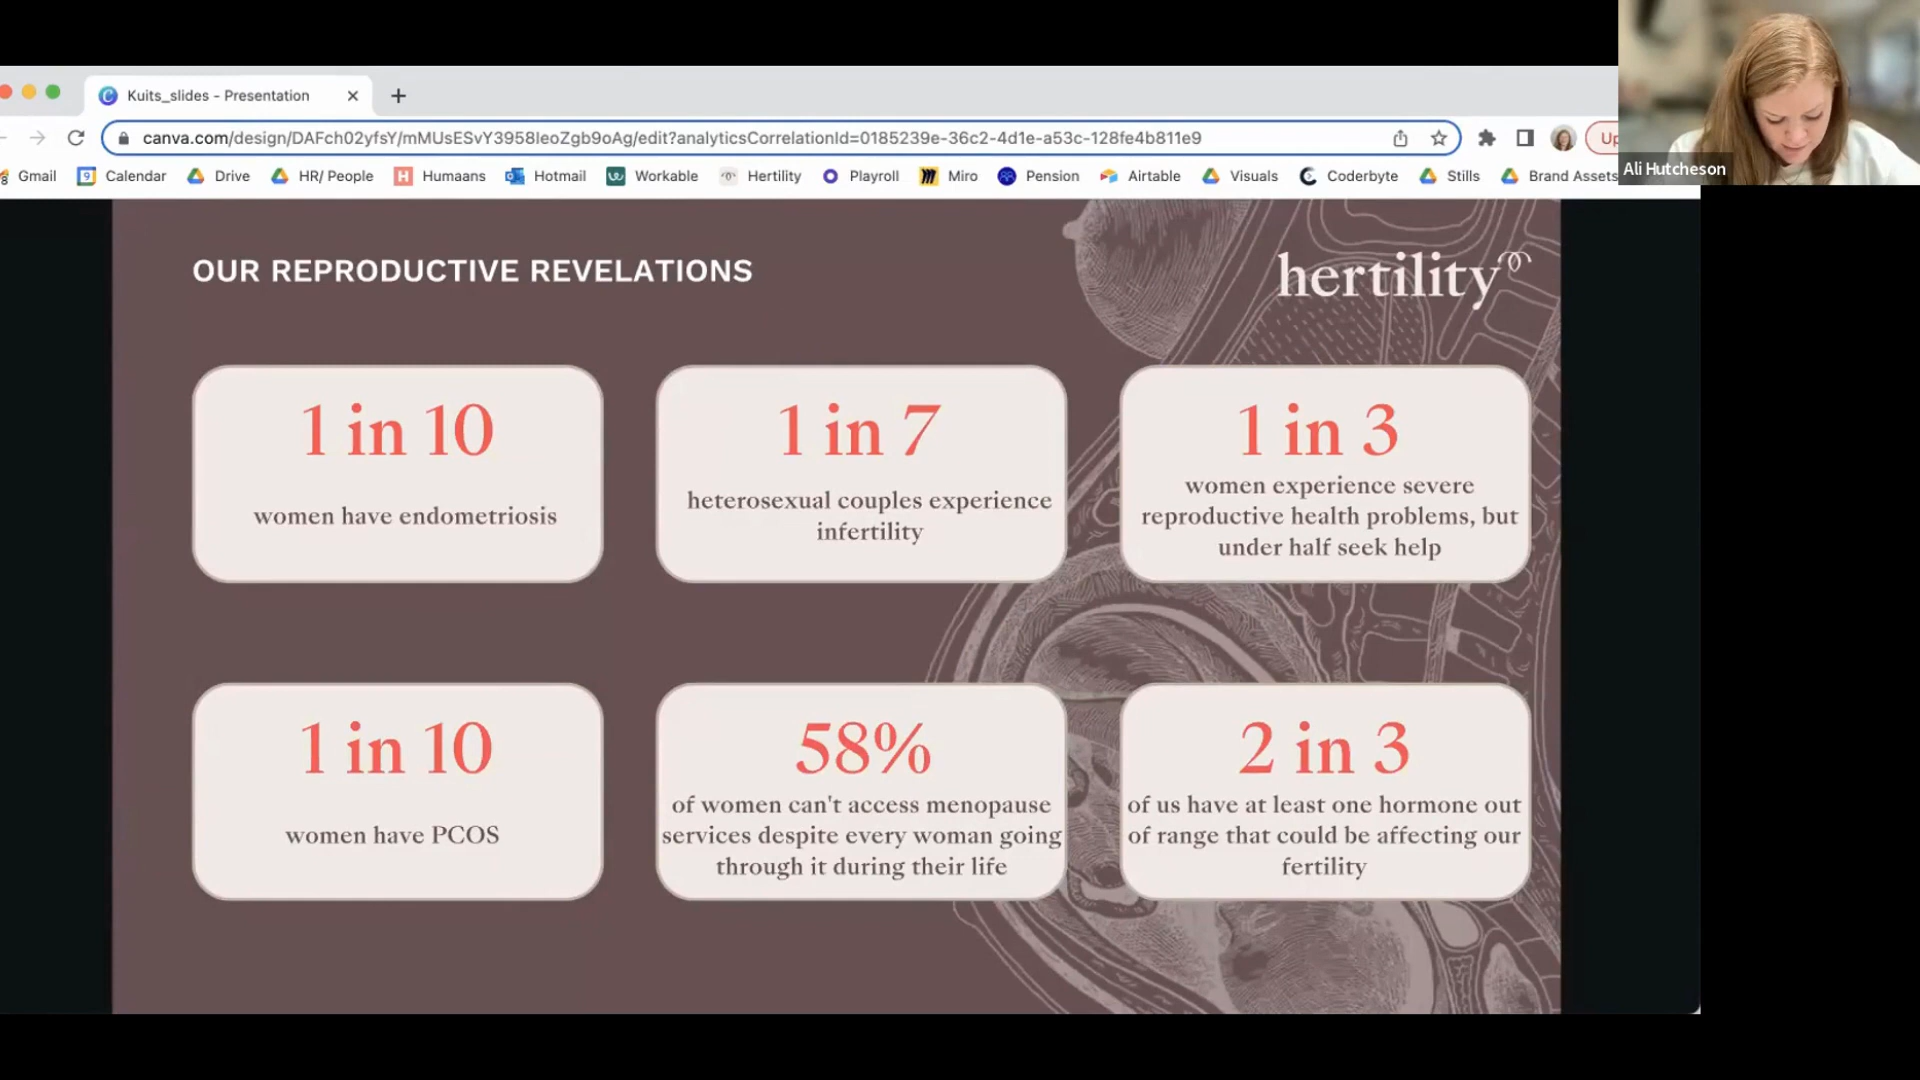 Kuits_slides - Presentation
canva.com/design/DAFch02yfsY/mMUsESvY3958leoZgb9oAg/edit?analyticsCorrelationId=0185239e-36c2-4d1e-a53c-128fe4b811e9
Gmail 9 Calendar Drive HR/ People H Humaans Hotmail Workable Hertility Playroll Miro Pension Airtable Visuals Coderbyte Stills Brand Assets
Ali Hutcheson
OUR REPRODUCTIVE REVELATIONS
hertility
1 in 10
women have endometriosis
1 in 7
heterosexual couples experience
infertility
1 in 3
women experience severe
reproductive health problems, but
under half seek help
1 in 10
women have PCOS
58%
of women can't access menopause
services despite every woman going
through it during their life
2 in 3
of us have at least one hormone out
of range that could be affecting our
fertility